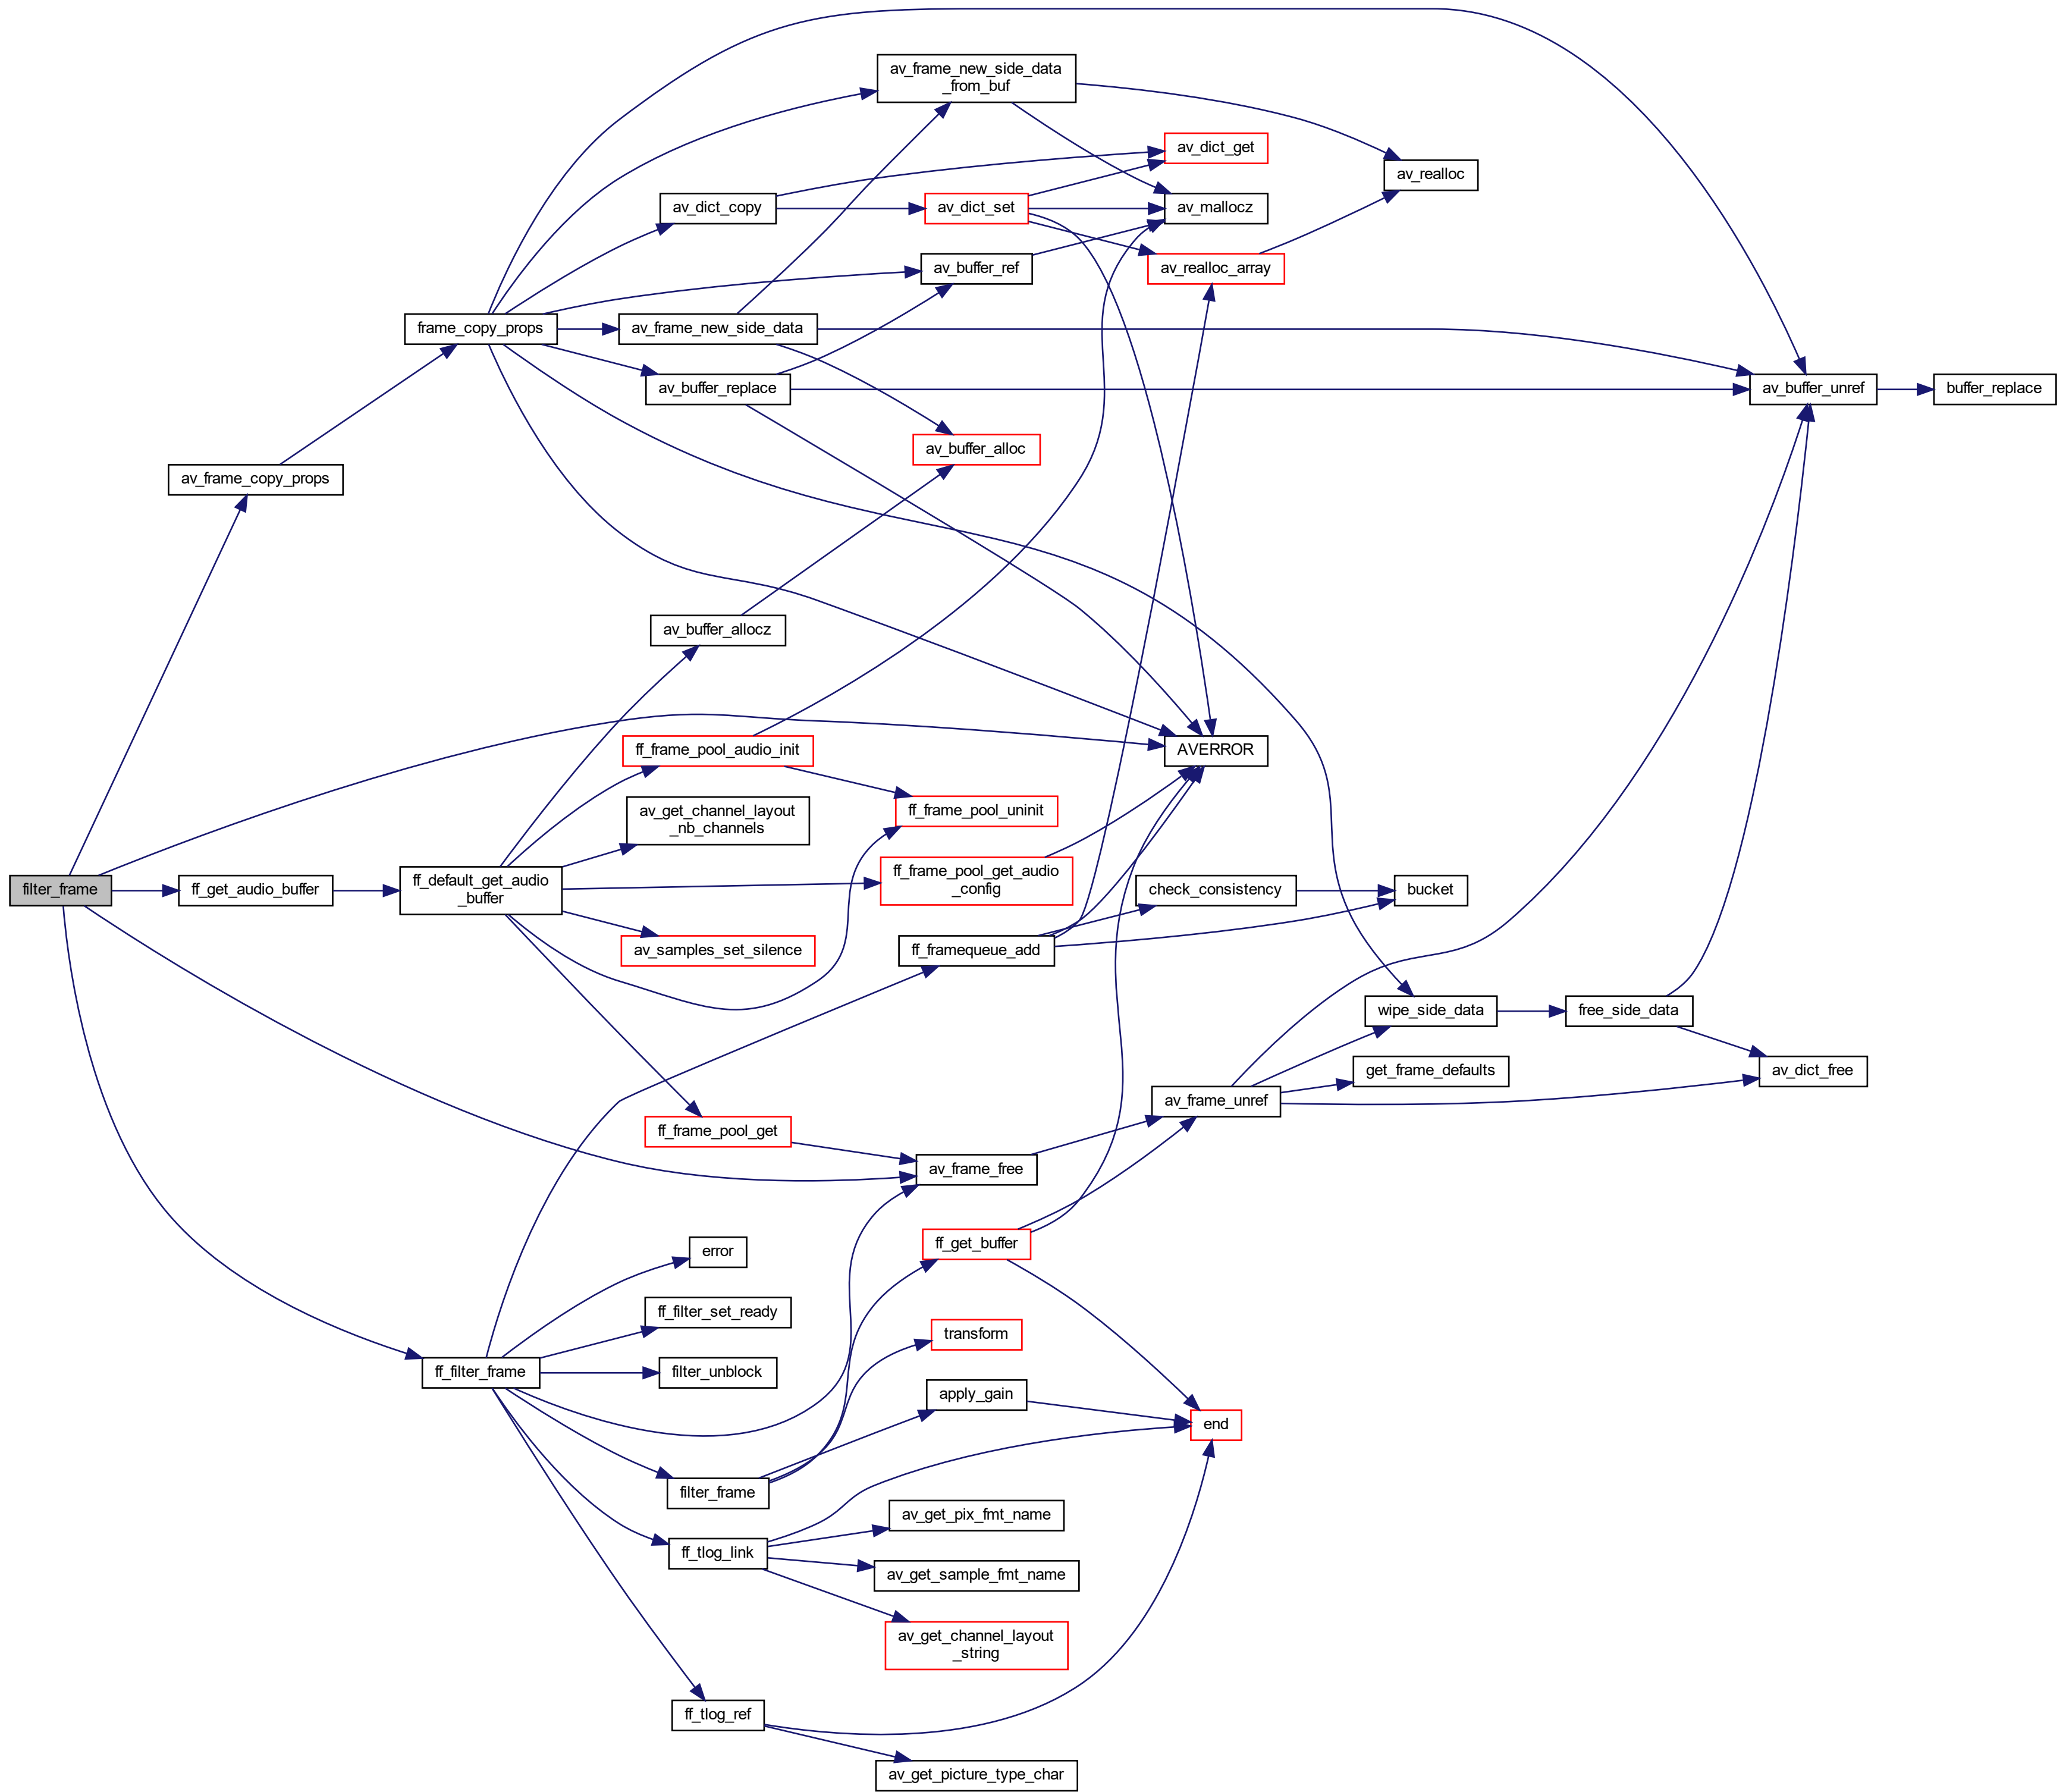 av_frame_new_side_data
_from_buf
av_dict_get
av_realloc
av_dict_copy
av_dict_set
av_mallocz
av_buffer_ref
av_realloc_array
frame_copy_props
av_frame_new_side_data
av_buffer_replace
av_buffer_unref
buffer_replace
av_buffer_alloc
av_frame_copy_props
av_buffer_allocz
ff_frame_pool_audio_init
AVERROR
av_get_channel_layout
_nb_channels
ff_frame_pool_uninit
filter_frame
ff_get_audio_buffer
ff_default_get_audio
_buffer
ff_frame_pool_get_audio
_config
check_consistency
bucket
av_samples_set_silence
ff_framequeue_add
wipe_side_data
free_side_data
get_frame_defaults
av_dict_free
av_frame_unref
ff_frame_pool_get
av_frame_free
error
ff_get_buffer
ff_filter_set_ready
transform
ff_filter_frame
filter_unblock
apply_gain
end
filter_frame
av_get_pix_fmt_name
ff_tlog_link
av_get_sample_fmt_name
av_get_channel_layout
_string
ff_tlog_ref
av_get_picture_type_char